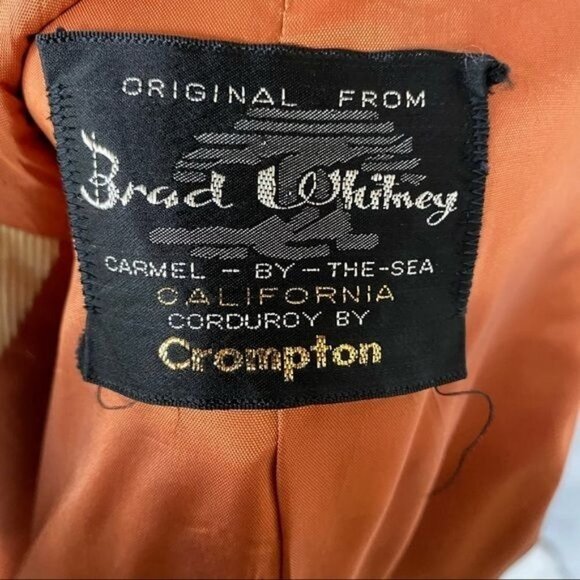 ORIGINAL FROM
Brad Whitney
CARMEL - BY - THE-SEA
CALIFORNIA
CORDUROY BY
Crompton